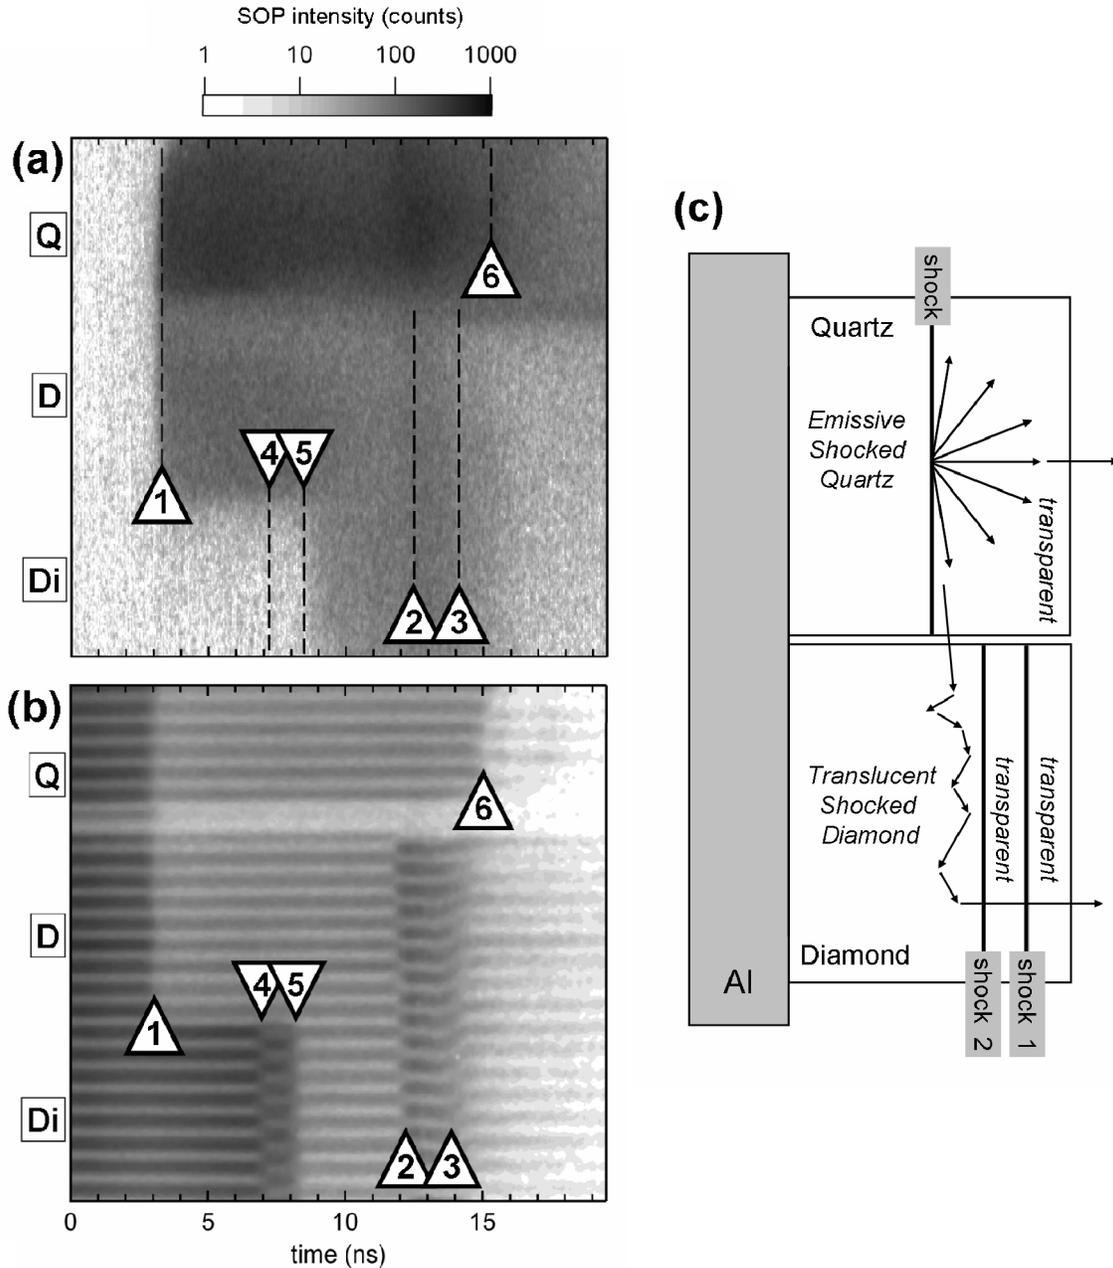 SOP intensity (counts)
1 10 100 1000
(a)
Q
6
D
4 5
1
Di
2 3
(b)
Q
6
D
4 5
1
Di
2 3
0 5 10 15
time (ns)
(c)
shock
Quartz
Emissive
Shocked
Quartz
transparent
Translucent
Shocked
Diamond
transparent
transparent
Diamond
Al
shock 2
shock 1